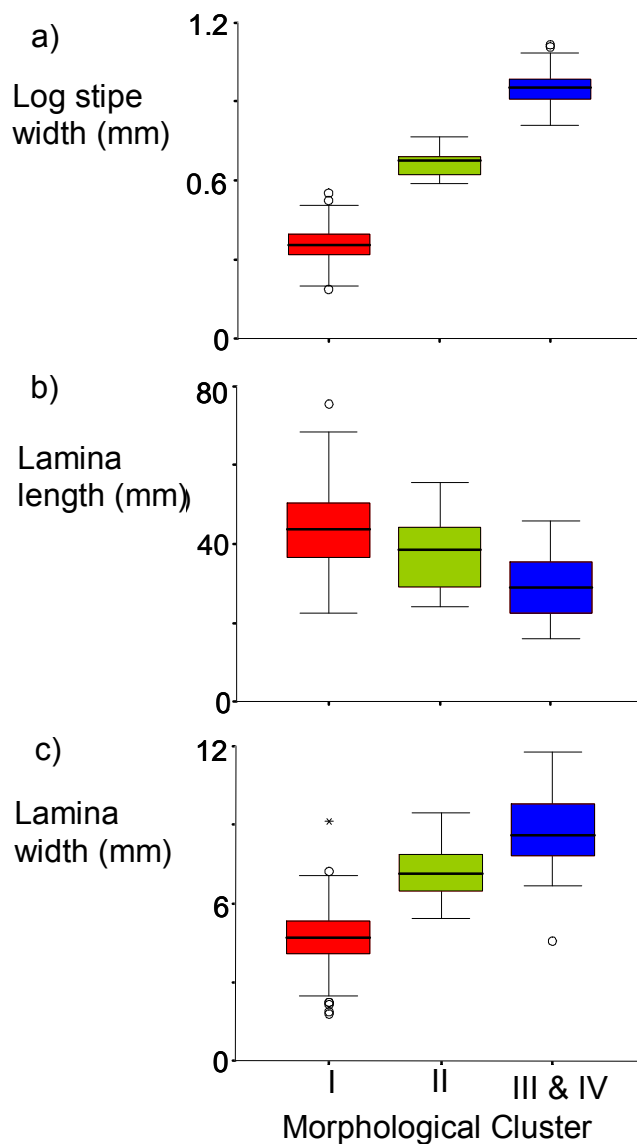 a)
Log stipe
width (mm)
1.2
0.6
0
b)
Lamina
length (mm)
80
40
0
c)
Lamina
width (mm)
12
6
0
I II III & IV
Morphological Cluster